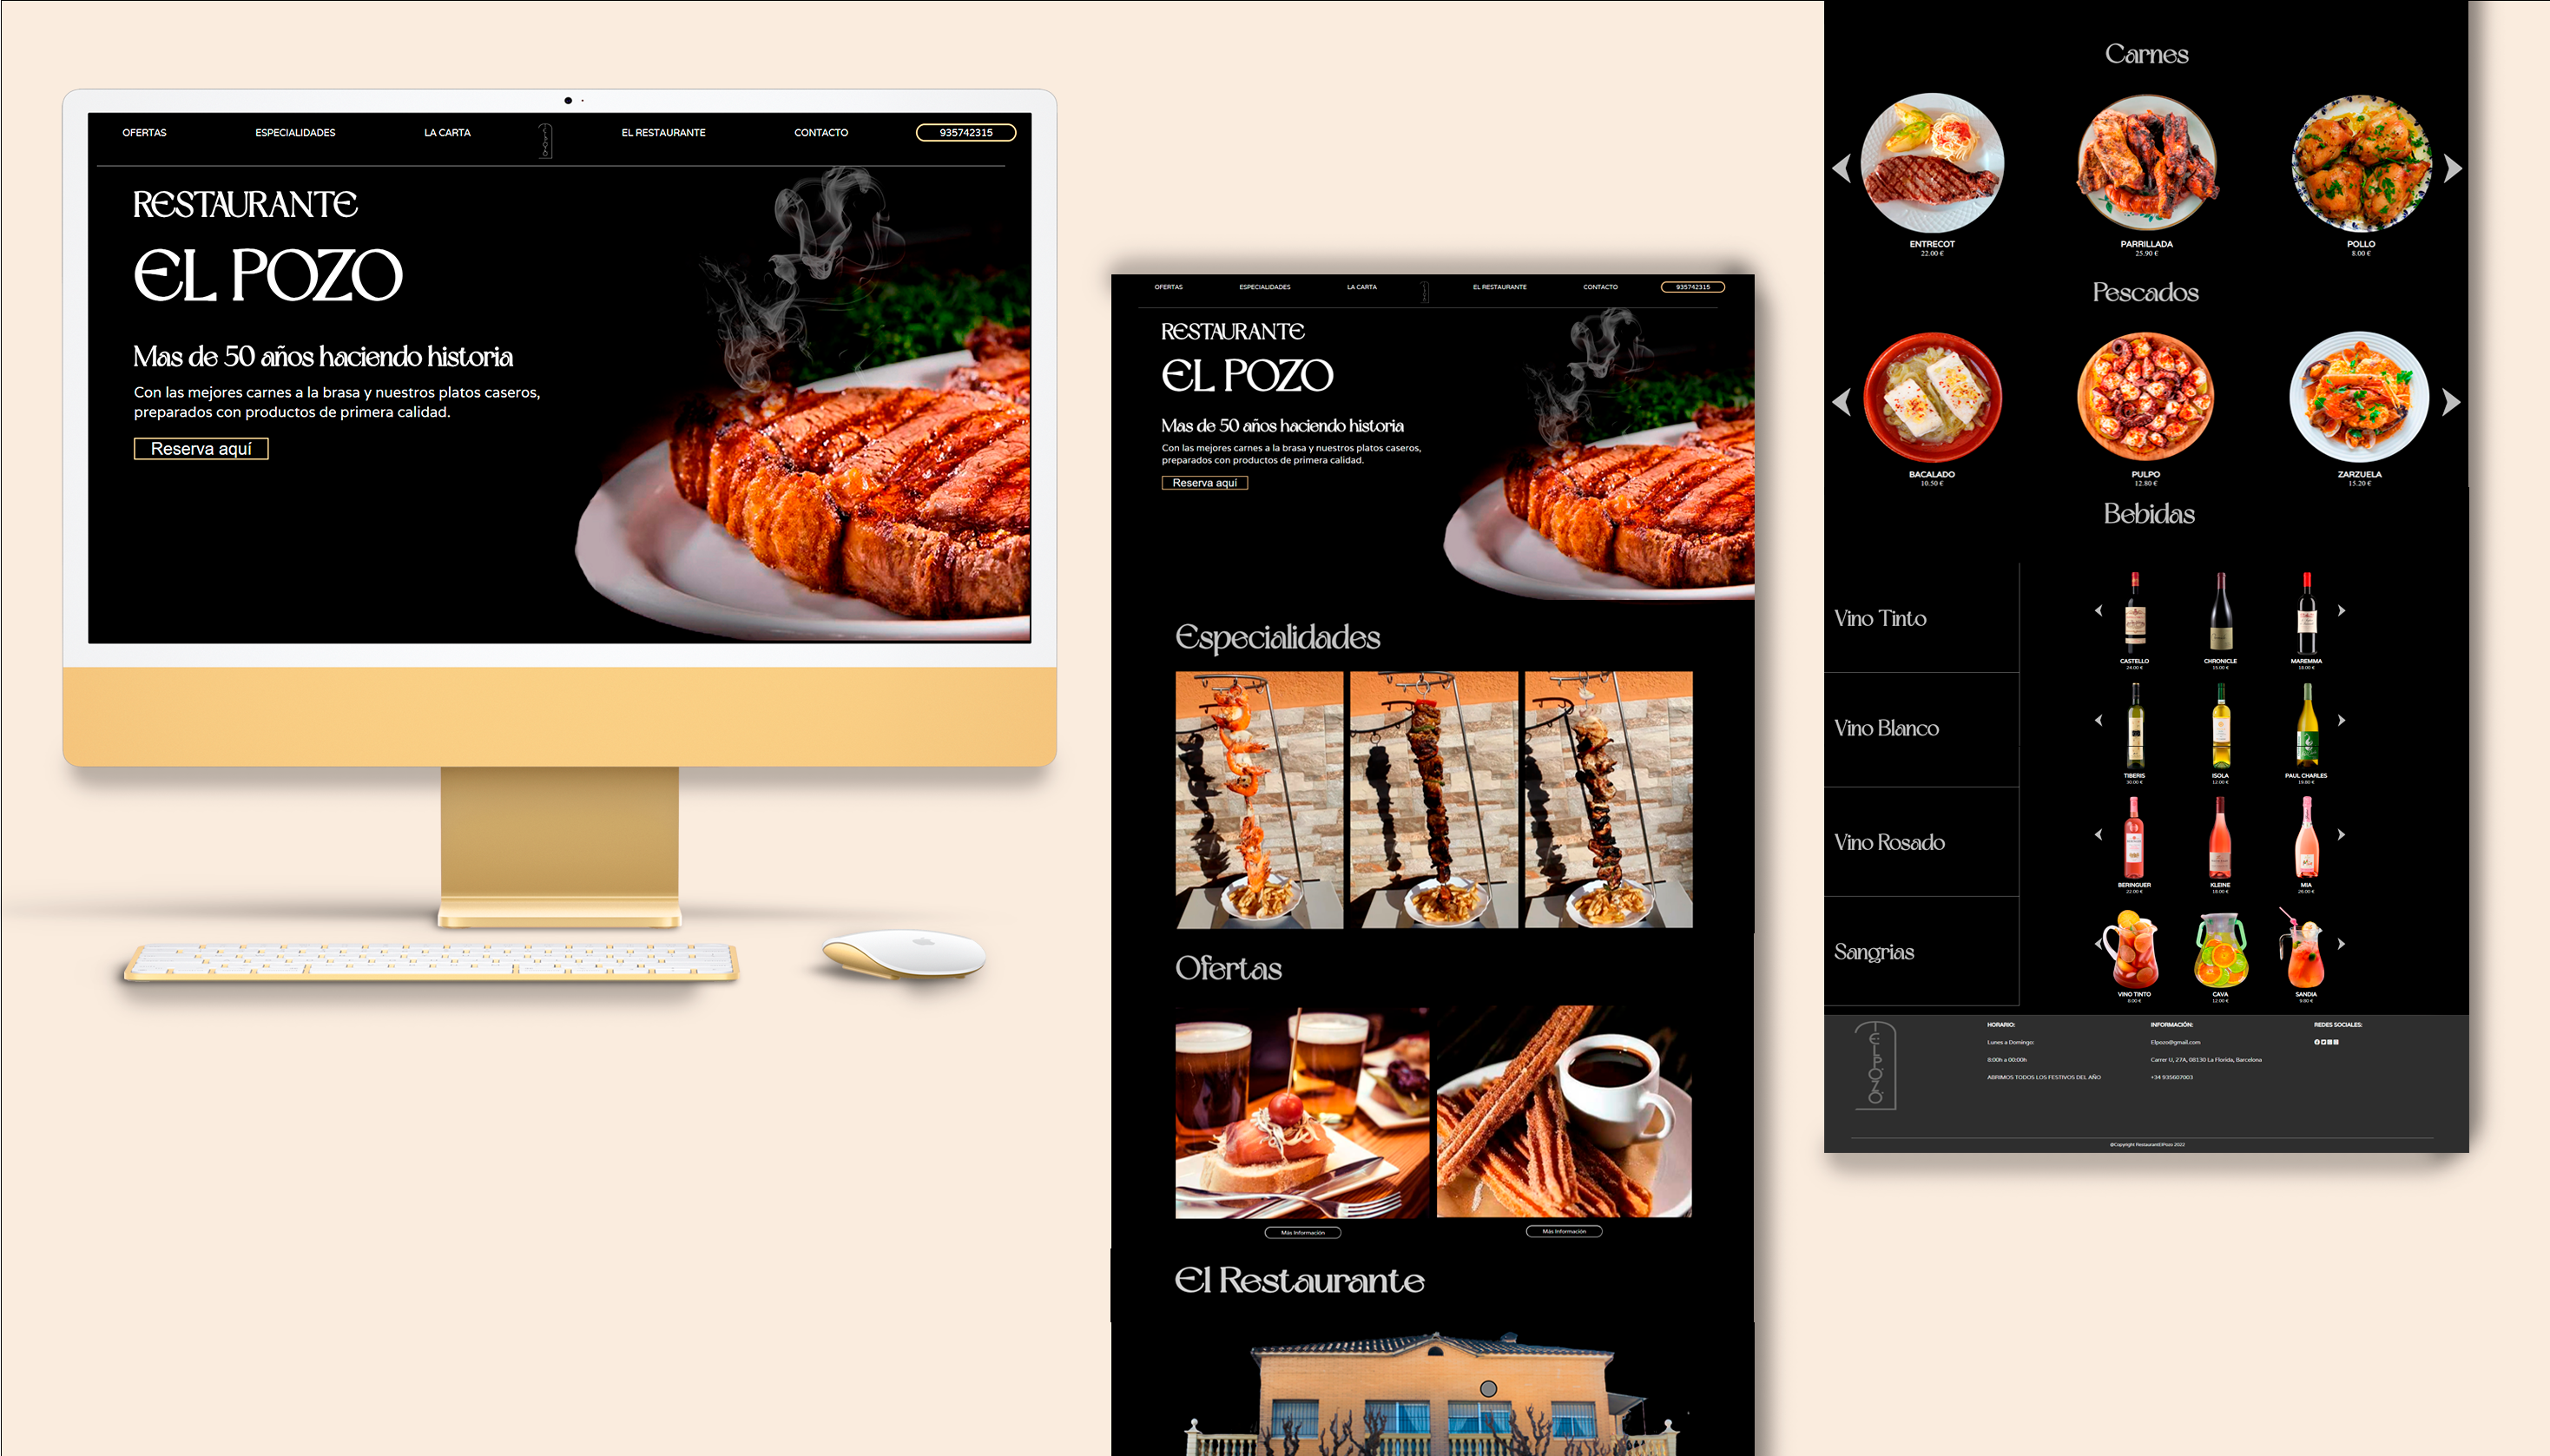 OFERTAS
ESPECIALIDADES
LA CARTA
EL RESTAURANTE
CONTACTO
935742315
RESTAURANTE
EL POZO
Mas de 50 años haciendo historia
Con las mejores carnes a la brasa y nuestros platos caseros,
preparados con productos de primera calidad.
Reserva aquí
OFERTAS
ESPECIALIDADES
LA CARTA
EL RESTAURANTE
CONTACTO
935742315
RESTAURANTE
EL POZO
Mas de 50 años haciendo historia
Con las mejores carnes a la brasa y nuestros platos caseros,
preparados con productos de primera calidad.
Reserva aquí
Especialidades
Ofertas
Más Información
Más Información
El Restaurante
Carnes
ENTRECOT
22.00 €
PARRILLADA
25.90 €
POLLO
8.00 €
Pescados
BACALADO
10.50 €
PULPO
12.80 €
ZARZUELA
15.20 €
Bebidas
Vino Tinto
CASTELLO
24.00 €
CHRONICLE
15.00 €
MAREMMA
18.00 €
Vino Blanco
TIBERIS
30.00 €
ISOLA
12.00 €
PAUL CHARLES
19.80 €
Vino Rosado
BERINGUER
22.00 €
KLEINE
18.00 €
MIA
26.00 €
Sangrias
VINO TINTO
8.00 €
CAVA
12.00 €
SANDIA
9.80 €
EL POZO
HORARIO:
Lunes a Domingo:
8:00h a 00:00h
ABRIMOS TODOS LOS FESTIVOS DEL AÑO
INFORMACIÓN:
Elpozo@gmail.com
Carrer U, 27A, 08130 La Florida, Barcelona
+34 935607003
REDES SOCIALES:
@Copyright RestaurantElPozo 2022